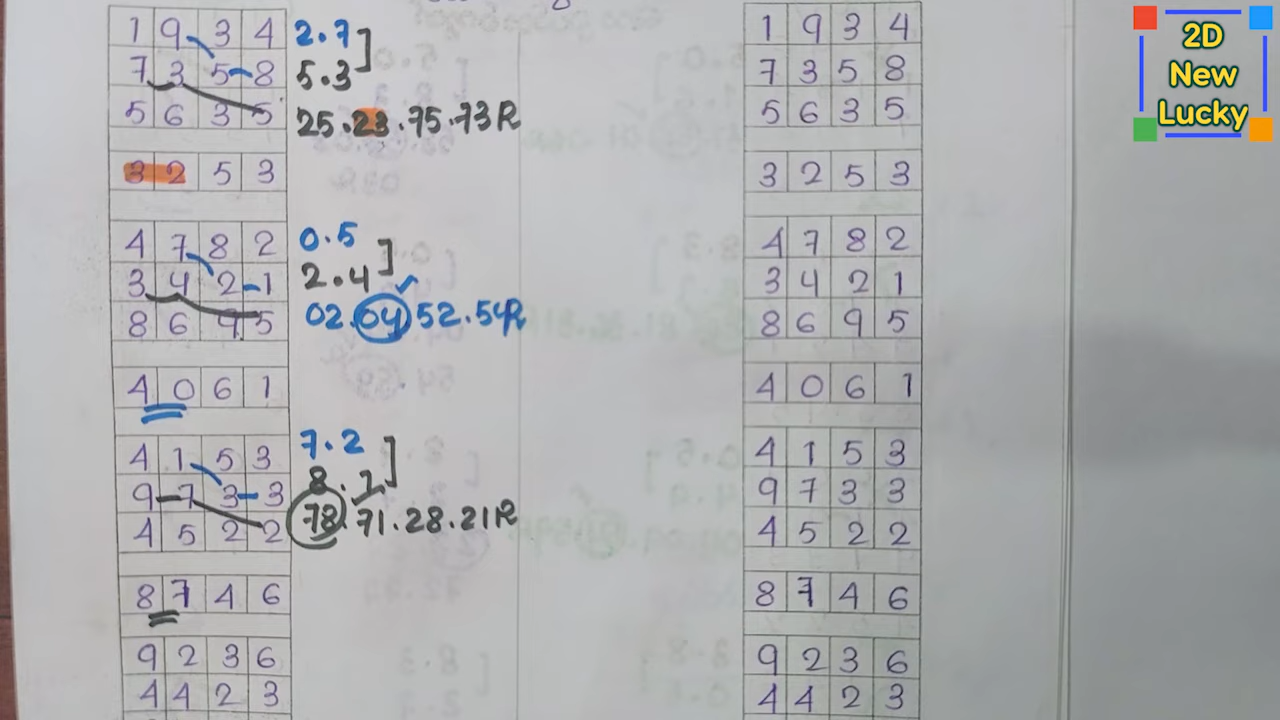 1 9 3 4 2.7
7 3 5 8 5.3
5 6 3 5 25.23.75.73R
3 2 5 3
4 7 8 2 0.5
3 4 2 1 2.4
8 6 9 5 02.04 52.54R
4 0 6 1
4 1 5 3 7.2
9 7 3 3 8.1
4 5 2 2 78.71.28.21R
8 7 4 6
9 2 3 6
4 4 2 3
1 9 3 4
7 3 5 8
5 6 3 5
3 2 5 3
4 7 8 2
3 4 2 1
8 6 9 5
4 0 6 1
4 1 5 3
9 7 3 3
4 5 2 2
8 7 4 6
9 2 3 6
4 4 2 3
2D
New
Lucky